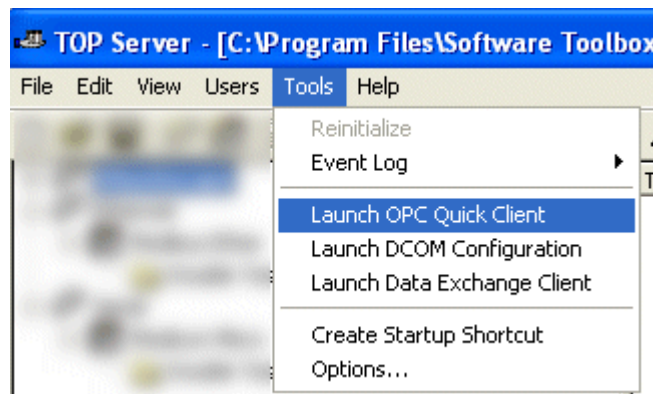 TOP Server - [C:\Program Files\Software Toolbox
File Edit View Users Tools Help
Reinitialize
Event Log
T
Launch OPC Quick Client
Launch DCOM Configuration
Launch Data Exchange Client
Create Startup Shortcut
Options...